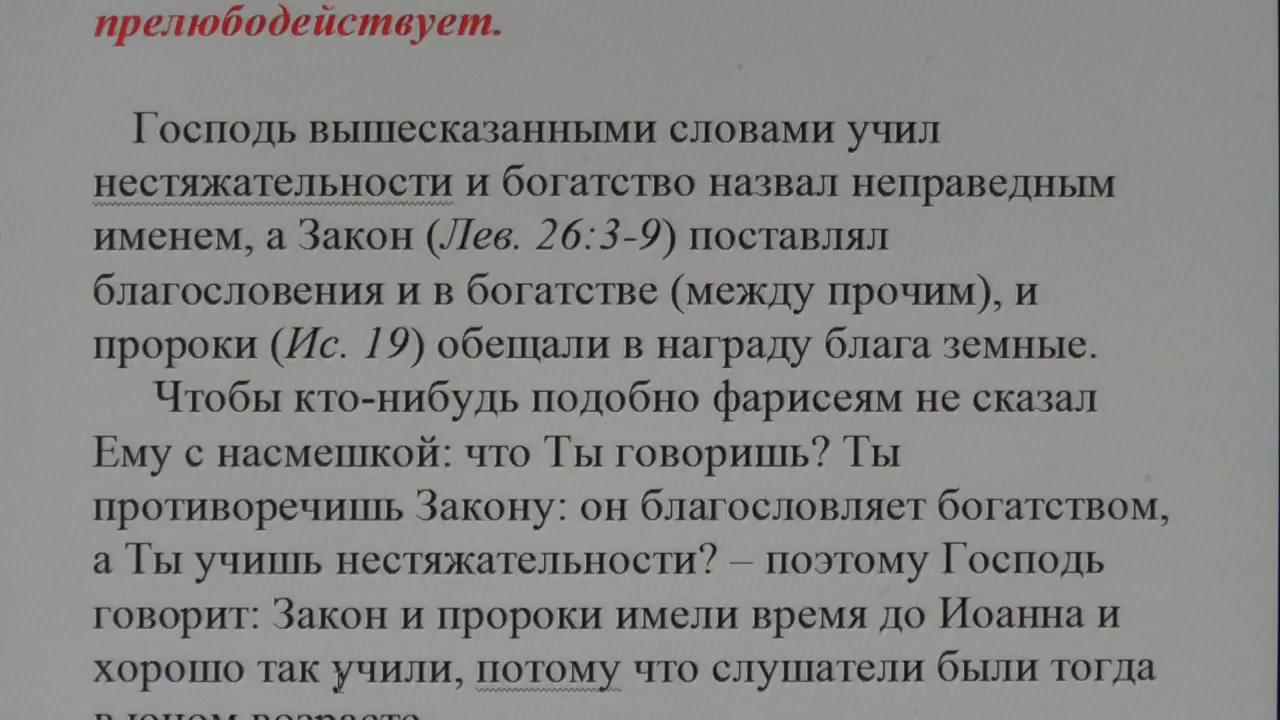 прелюбодействует.
Господь вышесказанными словами учил
нестяжательности и богатство назвал неправедным
именем, а Закон (Лев. 26:3-9) поставлял
благословения и в богатстве (между прочим), и
пророки (Ис. 19) обещали в награду блага земные.
Чтобы кто-нибудь подобно фарисеям не сказал
Ему с насмешкой: что Ты говоришь? Ты
противоречишь Закону: он благословляет богатством,
а Ты учишь нестяжательности? – поэтому Господь
говорит: Закон и пророки имели время до Иоанна и
хорошо так учили, потому что слушатели были тогда
в юном возрасте.